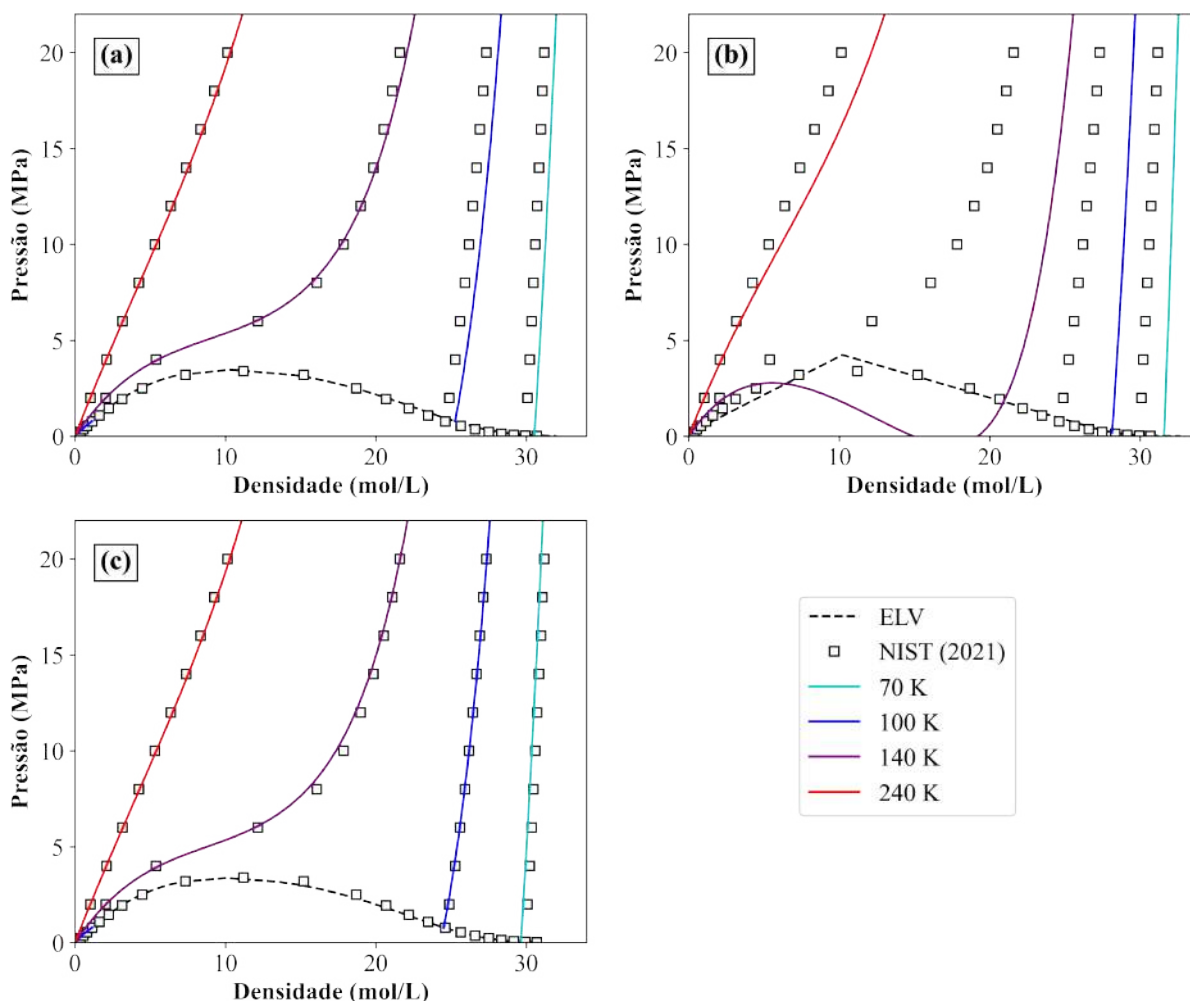 (a)
20
15
10
5
0
Pressão (MPa)
0 10 20 30
Densidade (mol/L)
(b)
20
15
10
5
0
Pressão (MPa)
0 10 20 30
Densidade (mol/L)
(c)
20
15
10
5
0
Pressão (MPa)
0 10 20 30
Densidade (mol/L)
ELV
NIST (2021)
70 K
100 K
140 K
240 K